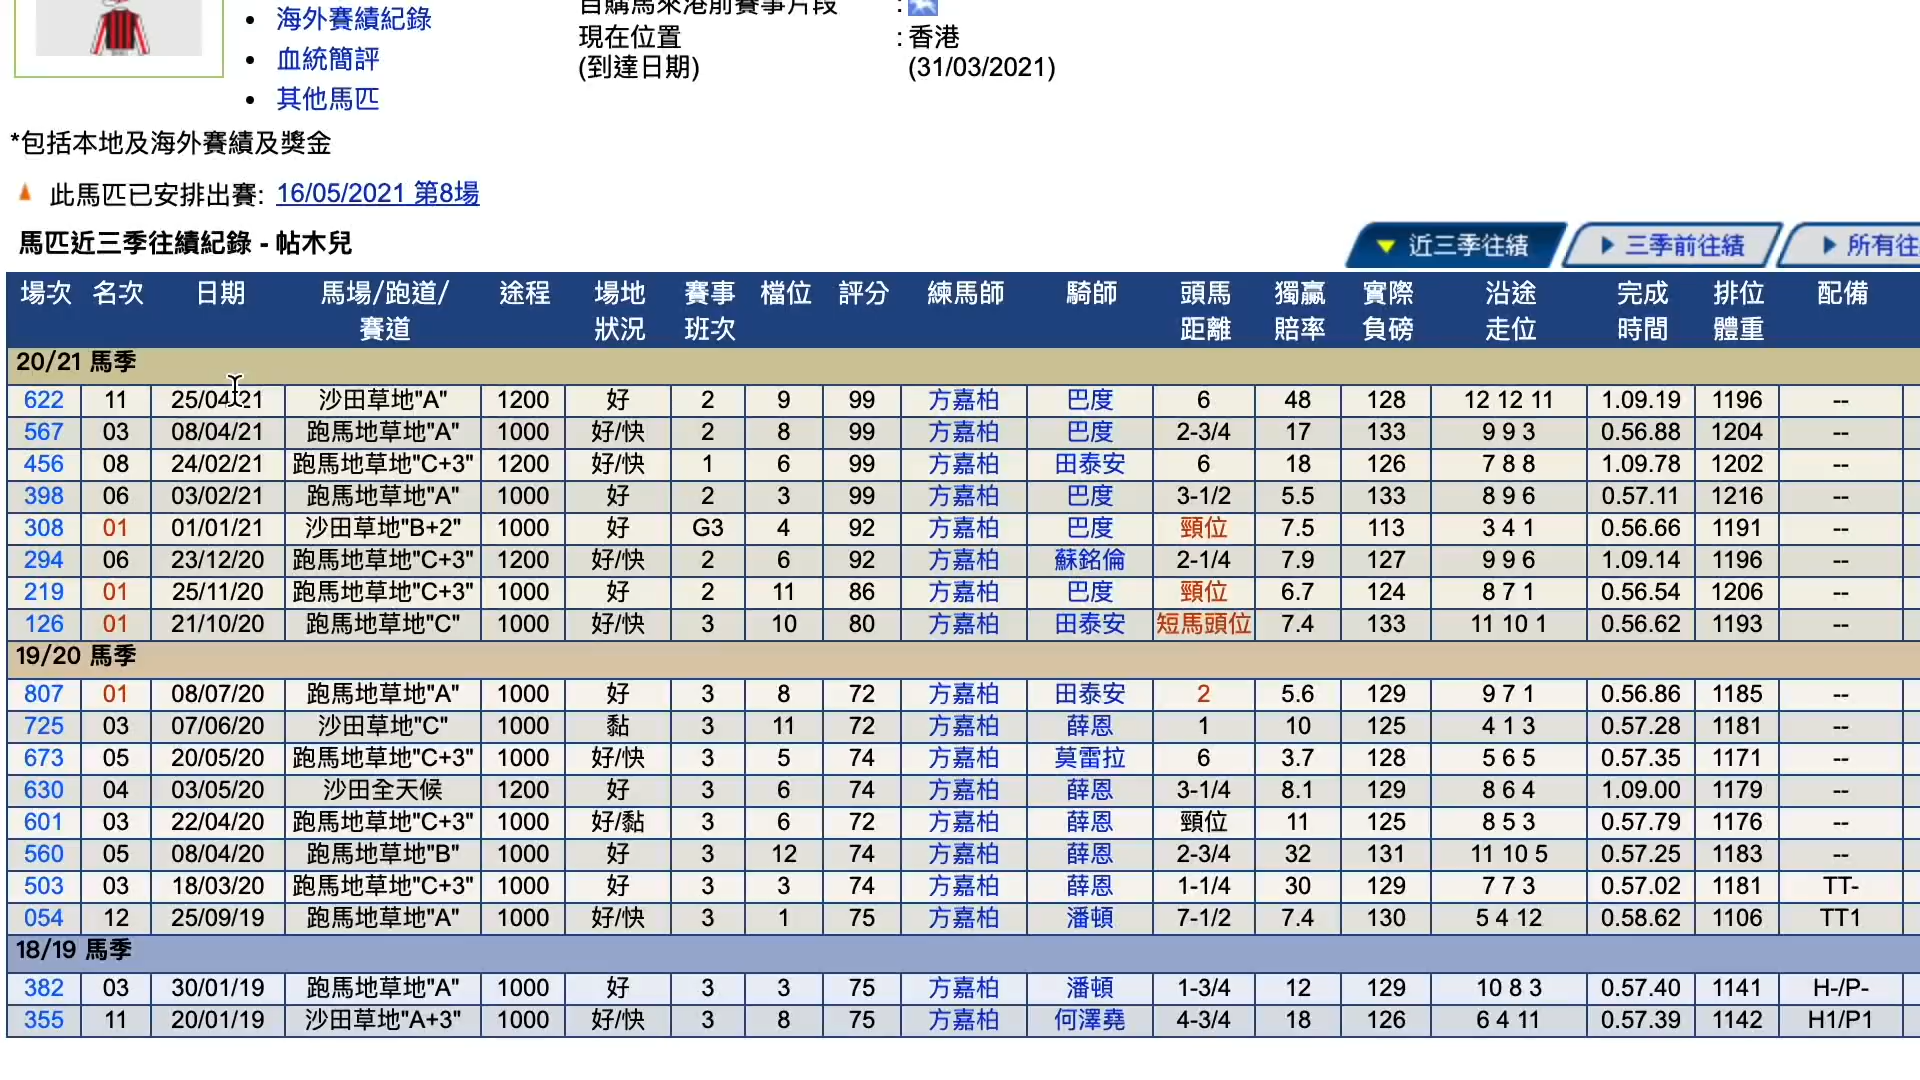 海外賽績紀錄
血統簡評
其他馬匹
自購馬來港前賽事片段 :
現在位置 : 香港
(到達日期) (31/03/2021)
*包括本地及海外賽績及獎金
此馬匹已安排出賽: 16/05/2021 第8場
馬匹近三季往績紀錄 - 帖木兒
近三季往績 三季前往績 所有往
場次 名次 日期 馬場/跑道/賽道 途程 場地狀況 賽事班次 檔位 評分 練馬師 騎師 頭馬距離 獨贏賠率 實際負磅 沿途走位 完成時間 排位體重 配備
20/21 馬季
622 11 25/04/21 沙田草地"A" 1200 好 2 9 99 方嘉柏 巴度 6 48 128 12 12 11 1.09.19 1196 --
567 03 08/04/21 跑馬地草地"A" 1000 好/快 2 8 99 方嘉柏 巴度 2-3/4 17 133 9 9 3 0.56.88 1204 --
456 08 24/02/21 跑馬地草地"C+3" 1200 好/快 1 6 99 方嘉柏 田泰安 6 18 126 7 8 8 1.09.78 1202 --
398 06 03/02/21 跑馬地草地"A" 1000 好 2 3 99 方嘉柏 巴度 3-1/2 5.5 133 8 9 6 0.57.11 1216 --
308 01 01/01/21 沙田草地"B+2" 1000 好 G3 4 92 方嘉柏 巴度 頸位 7.5 113 3 4 1 0.56.66 1191 --
294 06 23/12/20 跑馬地草地"C+3" 1200 好/快 2 6 92 方嘉柏 蘇銘倫 2-1/4 7.9 127 9 9 6 1.09.14 1196 --
219 01 25/11/20 跑馬地草地"C+3" 1000 好 2 11 86 方嘉柏 巴度 頸位 6.7 124 8 7 1 0.56.54 1206 --
126 01 21/10/20 跑馬地草地"C" 1000 好/快 3 10 80 方嘉柏 田泰安 短馬頭位 7.4 133 11 10 1 0.56.62 1193 --
19/20 馬季
807 01 08/07/20 跑馬地草地"A" 1000 好 3 8 72 方嘉柏 田泰安 2 5.6 129 9 7 1 0.56.86 1185 --
725 03 07/06/20 沙田草地"C" 1000 黏 3 11 72 方嘉柏 薛恩 1 10 125 4 1 3 0.57.28 1181 --
673 05 20/05/20 跑馬地草地"C+3" 1000 好/快 3 5 74 方嘉柏 莫雷拉 6 3.7 128 5 6 5 0.57.35 1171 --
630 04 03/05/20 沙田全天候 1200 好 3 6 74 方嘉柏 薛恩 3-1/4 8.1 129 8 6 4 1.09.00 1179 --
601 03 22/04/20 跑馬地草地"C+3" 1000 好/黏 3 6 72 方嘉柏 薛恩 頸位 11 125 8 5 3 0.57.79 1176 --
560 05 08/04/20 跑馬地草地"B" 1000 好 3 12 74 方嘉柏 薛恩 2-3/4 32 131 11 10 5 0.57.25 1183 --
503 03 18/03/20 跑馬地草地"C+3" 1000 好 3 3 74 方嘉柏 薛恩 1-1/4 30 129 7 7 3 0.57.02 1181 TT-
054 12 25/09/19 跑馬地草地"A" 1000 好/快 3 1 75 方嘉柏 潘頓 7-1/2 7.4 130 5 4 12 0.58.62 1106 TT1
18/19 馬季
382 03 30/01/19 跑馬地草地"A" 1000 好 3 3 75 方嘉柏 潘頓 1-3/4 12 129 10 8 3 0.57.40 1141 H-/P-
355 11 20/01/19 沙田草地"A+3" 1000 好/快 3 8 75 方嘉柏 何澤堯 4-3/4 18 126 6 4 11 0.57.39 1142 H1/P1